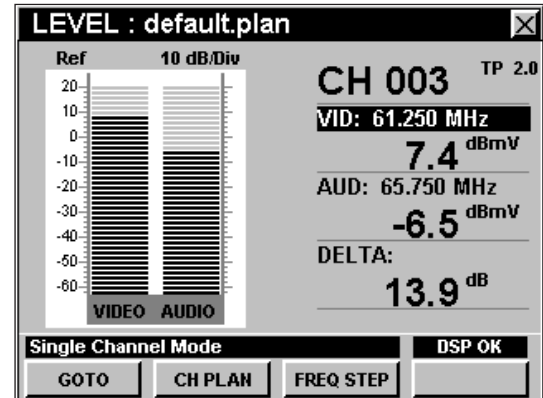 LEVEL : default.plan
Ref 10 dB/Div
20
10
0
-10
-20
-30
-40
-50
-60
VIDEO AUDIO
CH 003 TP 2.0
VID: 61.250 MHz
7.4 dBmV
AUD: 65.750 MHz
-6.5 dBmV
DELTA:
13.9 dB
Single Channel Mode DSP OK
GOTO CH PLAN FREQ STEP